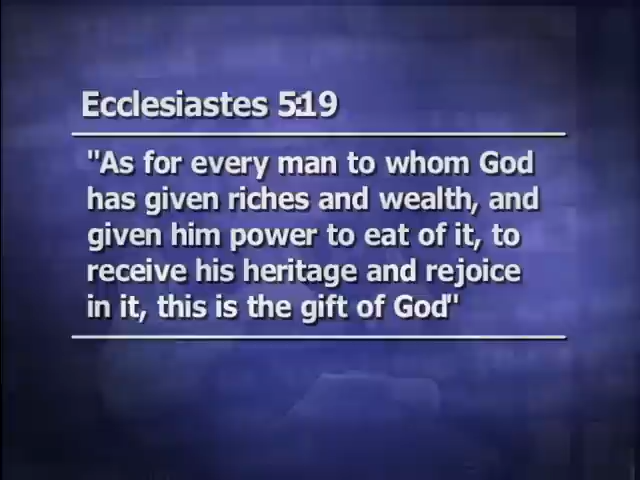 Ecclesiastes 5:19
"As for every man to whom God
has given riches and wealth, and
given him power to eat of it, to
receive his heritage and rejoice
in it, this is the gift of God"